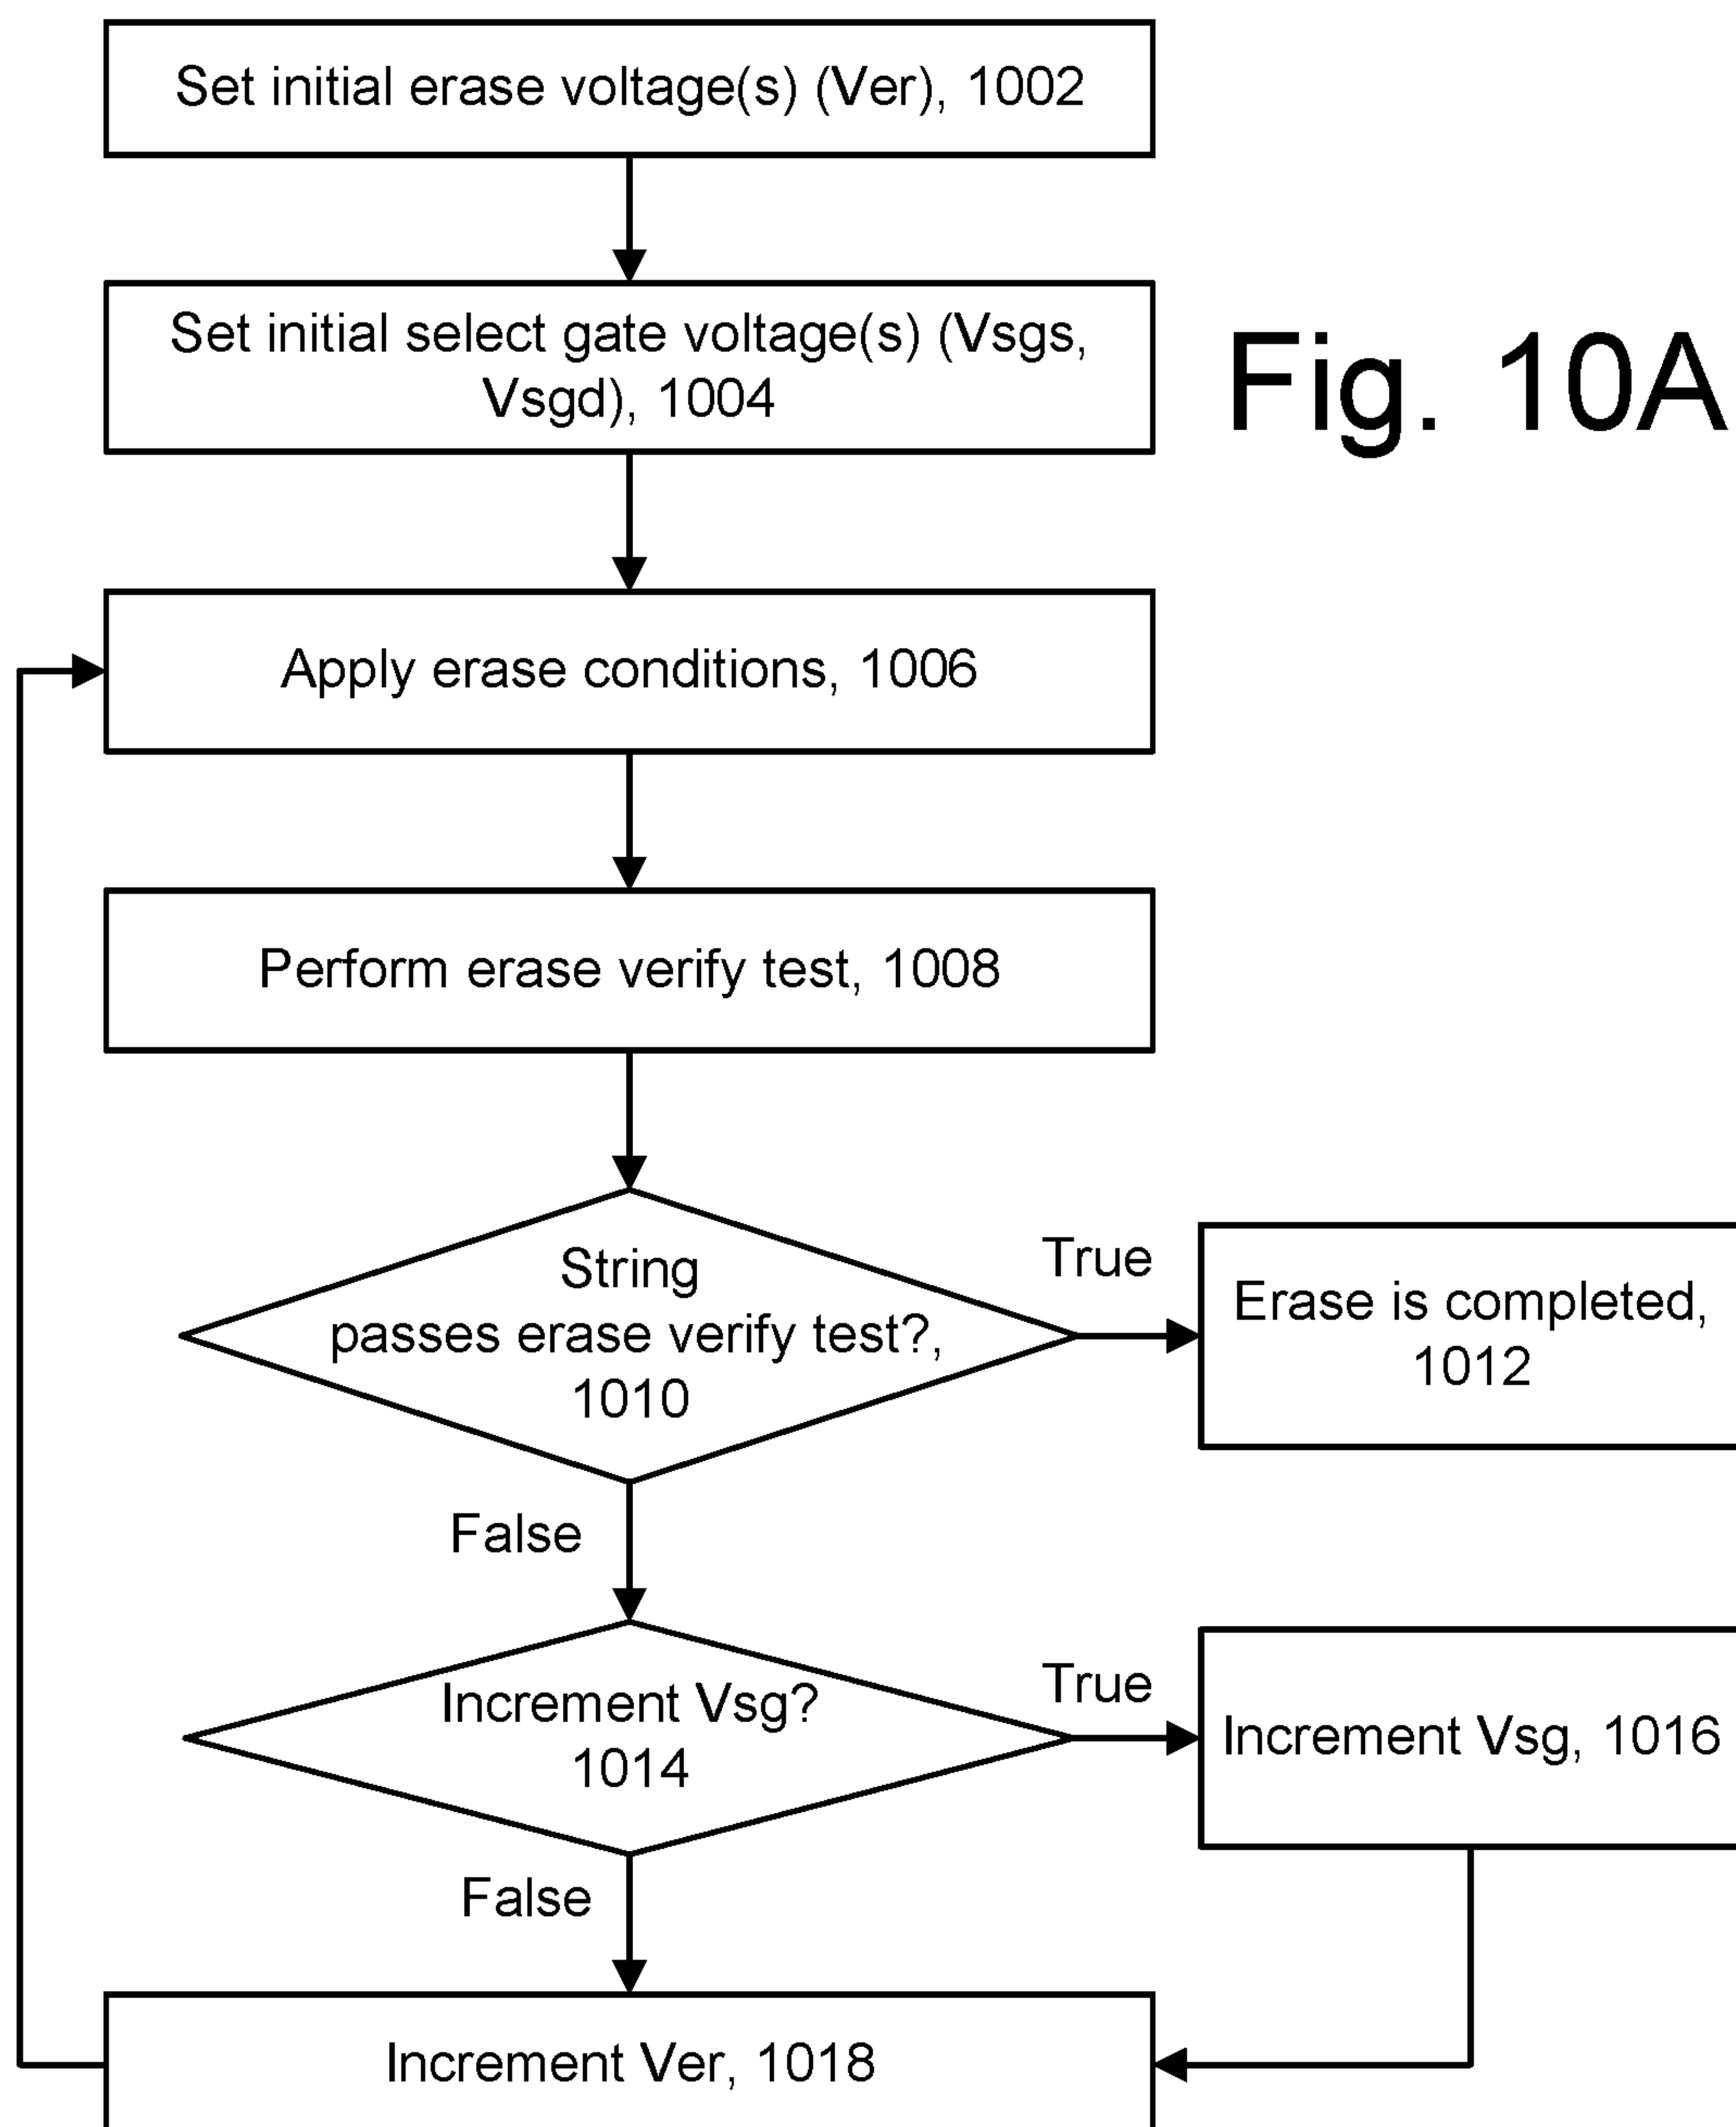 Set initial erase voltage(s) (Ver), 1002
Set initial select gate voltage(s) (Vsgs,
Vsgd), 1004
Fig. 10A
Apply erase conditions, 1006
Perform erase verify test, 1008
String
passes erase verify test?,
1010
True
Erase is completed,
1012
False
Increment Vsg?
1014
True
Increment Vsg, 1016
False
Increment Ver, 1018